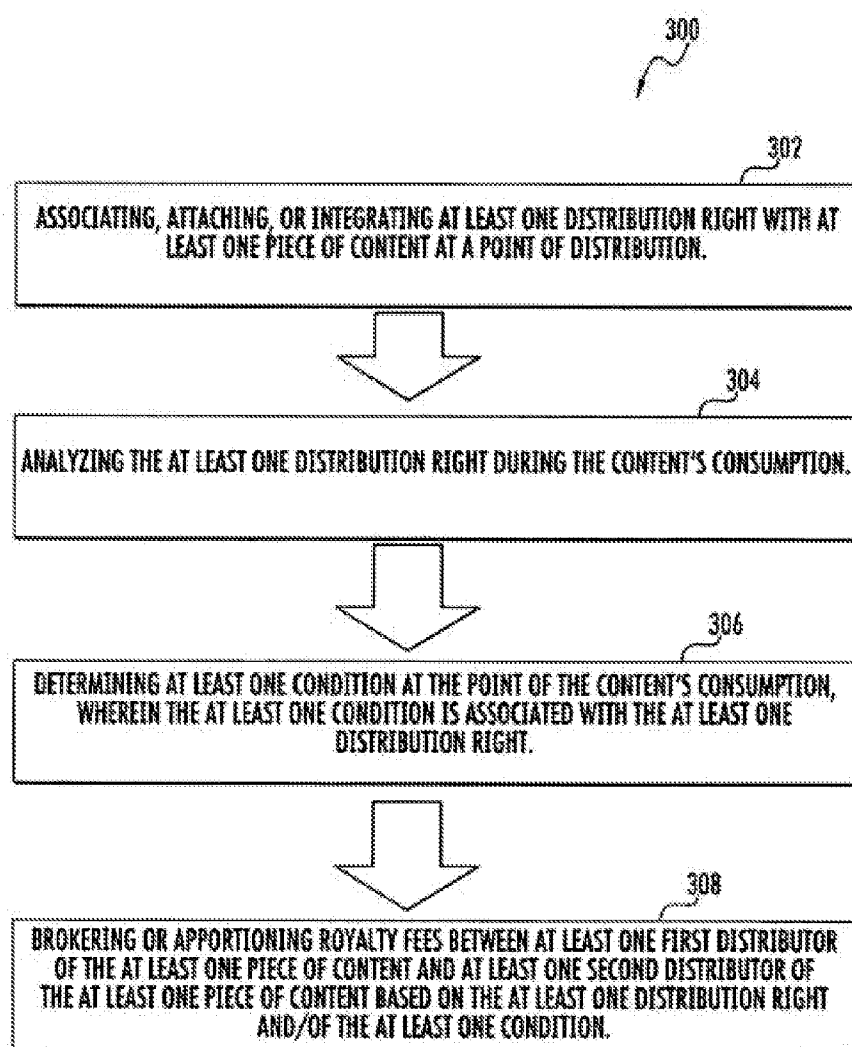 300
302
ASSOCIATING, ATTACHING, OR INTEGRATING AT LEAST ONE DISTRIBUTION RIGHT WITH AT
LEAST ONE PIECE OF CONTENT AT A POINT OF DISTRIBUTION.
304
ANALYZING THE AT LEAST ONE DISTRIBUTION RIGHT DURING THE CONTENT'S CONSUMPTION.
306
DETERMINING AT LEAST ONE CONDITION AT THE POINT OF THE CONTENT'S CONSUMPTION,
WHEREIN THE AT LEAST ONE CONDITION IS ASSOCIATED WITH THE AT LEAST ONE
DISTRIBUTION RIGHT.
308
BROKERING OR APPORTIONING ROYALTY FEES BETWEEN AT LEAST ONE FIRST DISTRIBUTOR
OF THE AT LEAST ONE PIECE OF CONTENT AND AT LEAST ONE SECOND DISTRIBUTOR OF
THE AT LEAST ONE PIECE OF CONTENT BASED ON THE AT LEAST ONE DISTRIBUTION RIGHT
AND/OF THE AT LEAST ONE CONDITION.